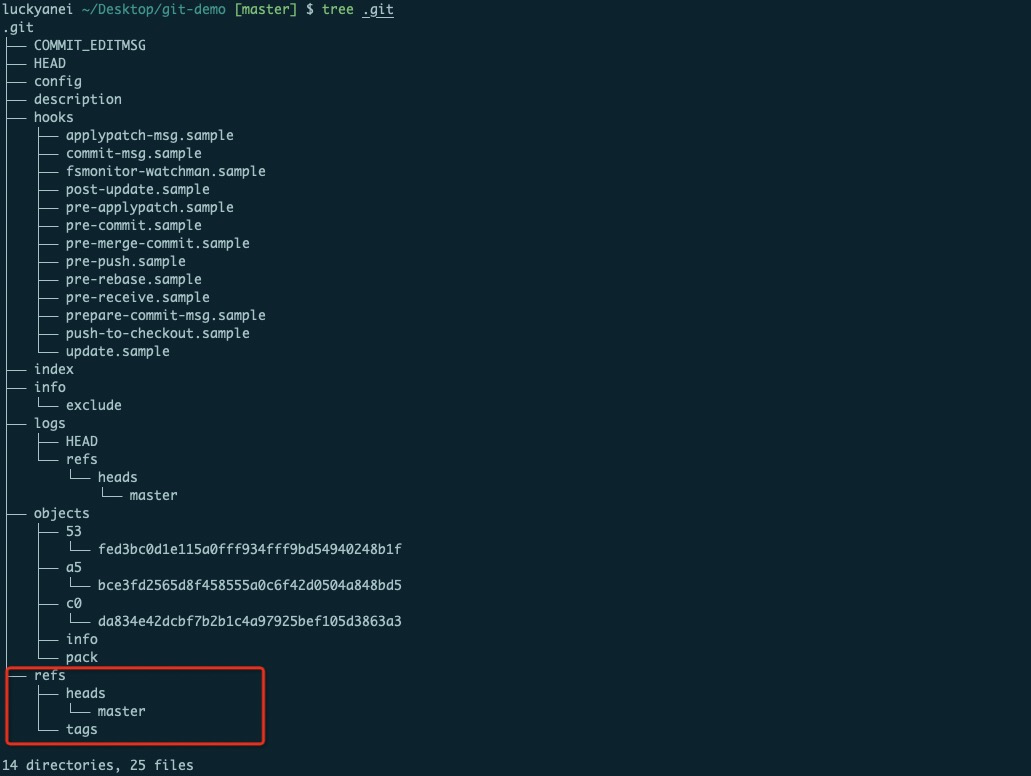 luckyanei ~/Desktop/git-demo [master] $ tree .git
.git
├── COMMIT_EDITMSG
├── HEAD
├── config
├── description
├── hooks
│   ├── applypatch-msg.sample
│   ├── commit-msg.sample
│   ├── fsmonitor-watchman.sample
│   ├── post-update.sample
│   ├── pre-applypatch.sample
│   ├── pre-commit.sample
│   ├── pre-merge-commit.sample
│   ├── pre-push.sample
│   ├── pre-rebase.sample
│   ├── pre-receive.sample
│   ├── prepare-commit-msg.sample
│   ├── push-to-checkout.sample
│   └── update.sample
├── index
├── info
│   └── exclude
├── logs
│   ├── HEAD
│   └── refs
│       └── heads
│           └── master
├── objects
│   ├── 53
│   │   └── fed3bc0d1e115a0fff934fff9bd54940248b1f
│   ├── a5
│   │   └── bce3fd2565d8f458555a0c6f42d0504a848bd5
│   ├── c0
│   │   └── da834e42dcbf7b2b1c4a97925bef105d3863a3
│   ├── info
│   └── pack
├── refs
│   ├── heads
│   │   └── master
│   └── tags
14 directories, 25 files